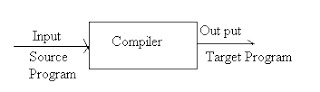 Input
Source
Program
Compiler
Out put
Target Program